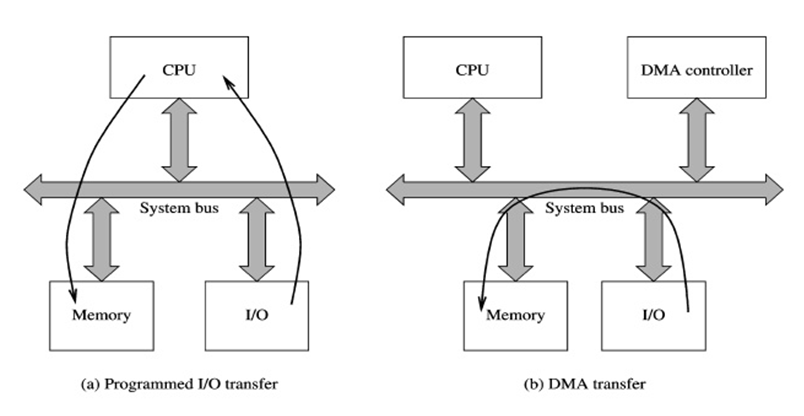 CPU
System bus
Memory
I/O
(a) Programmed I/O transfer
CPU
DMA controller
System bus
Memory
I/O
(b) DMA transfer